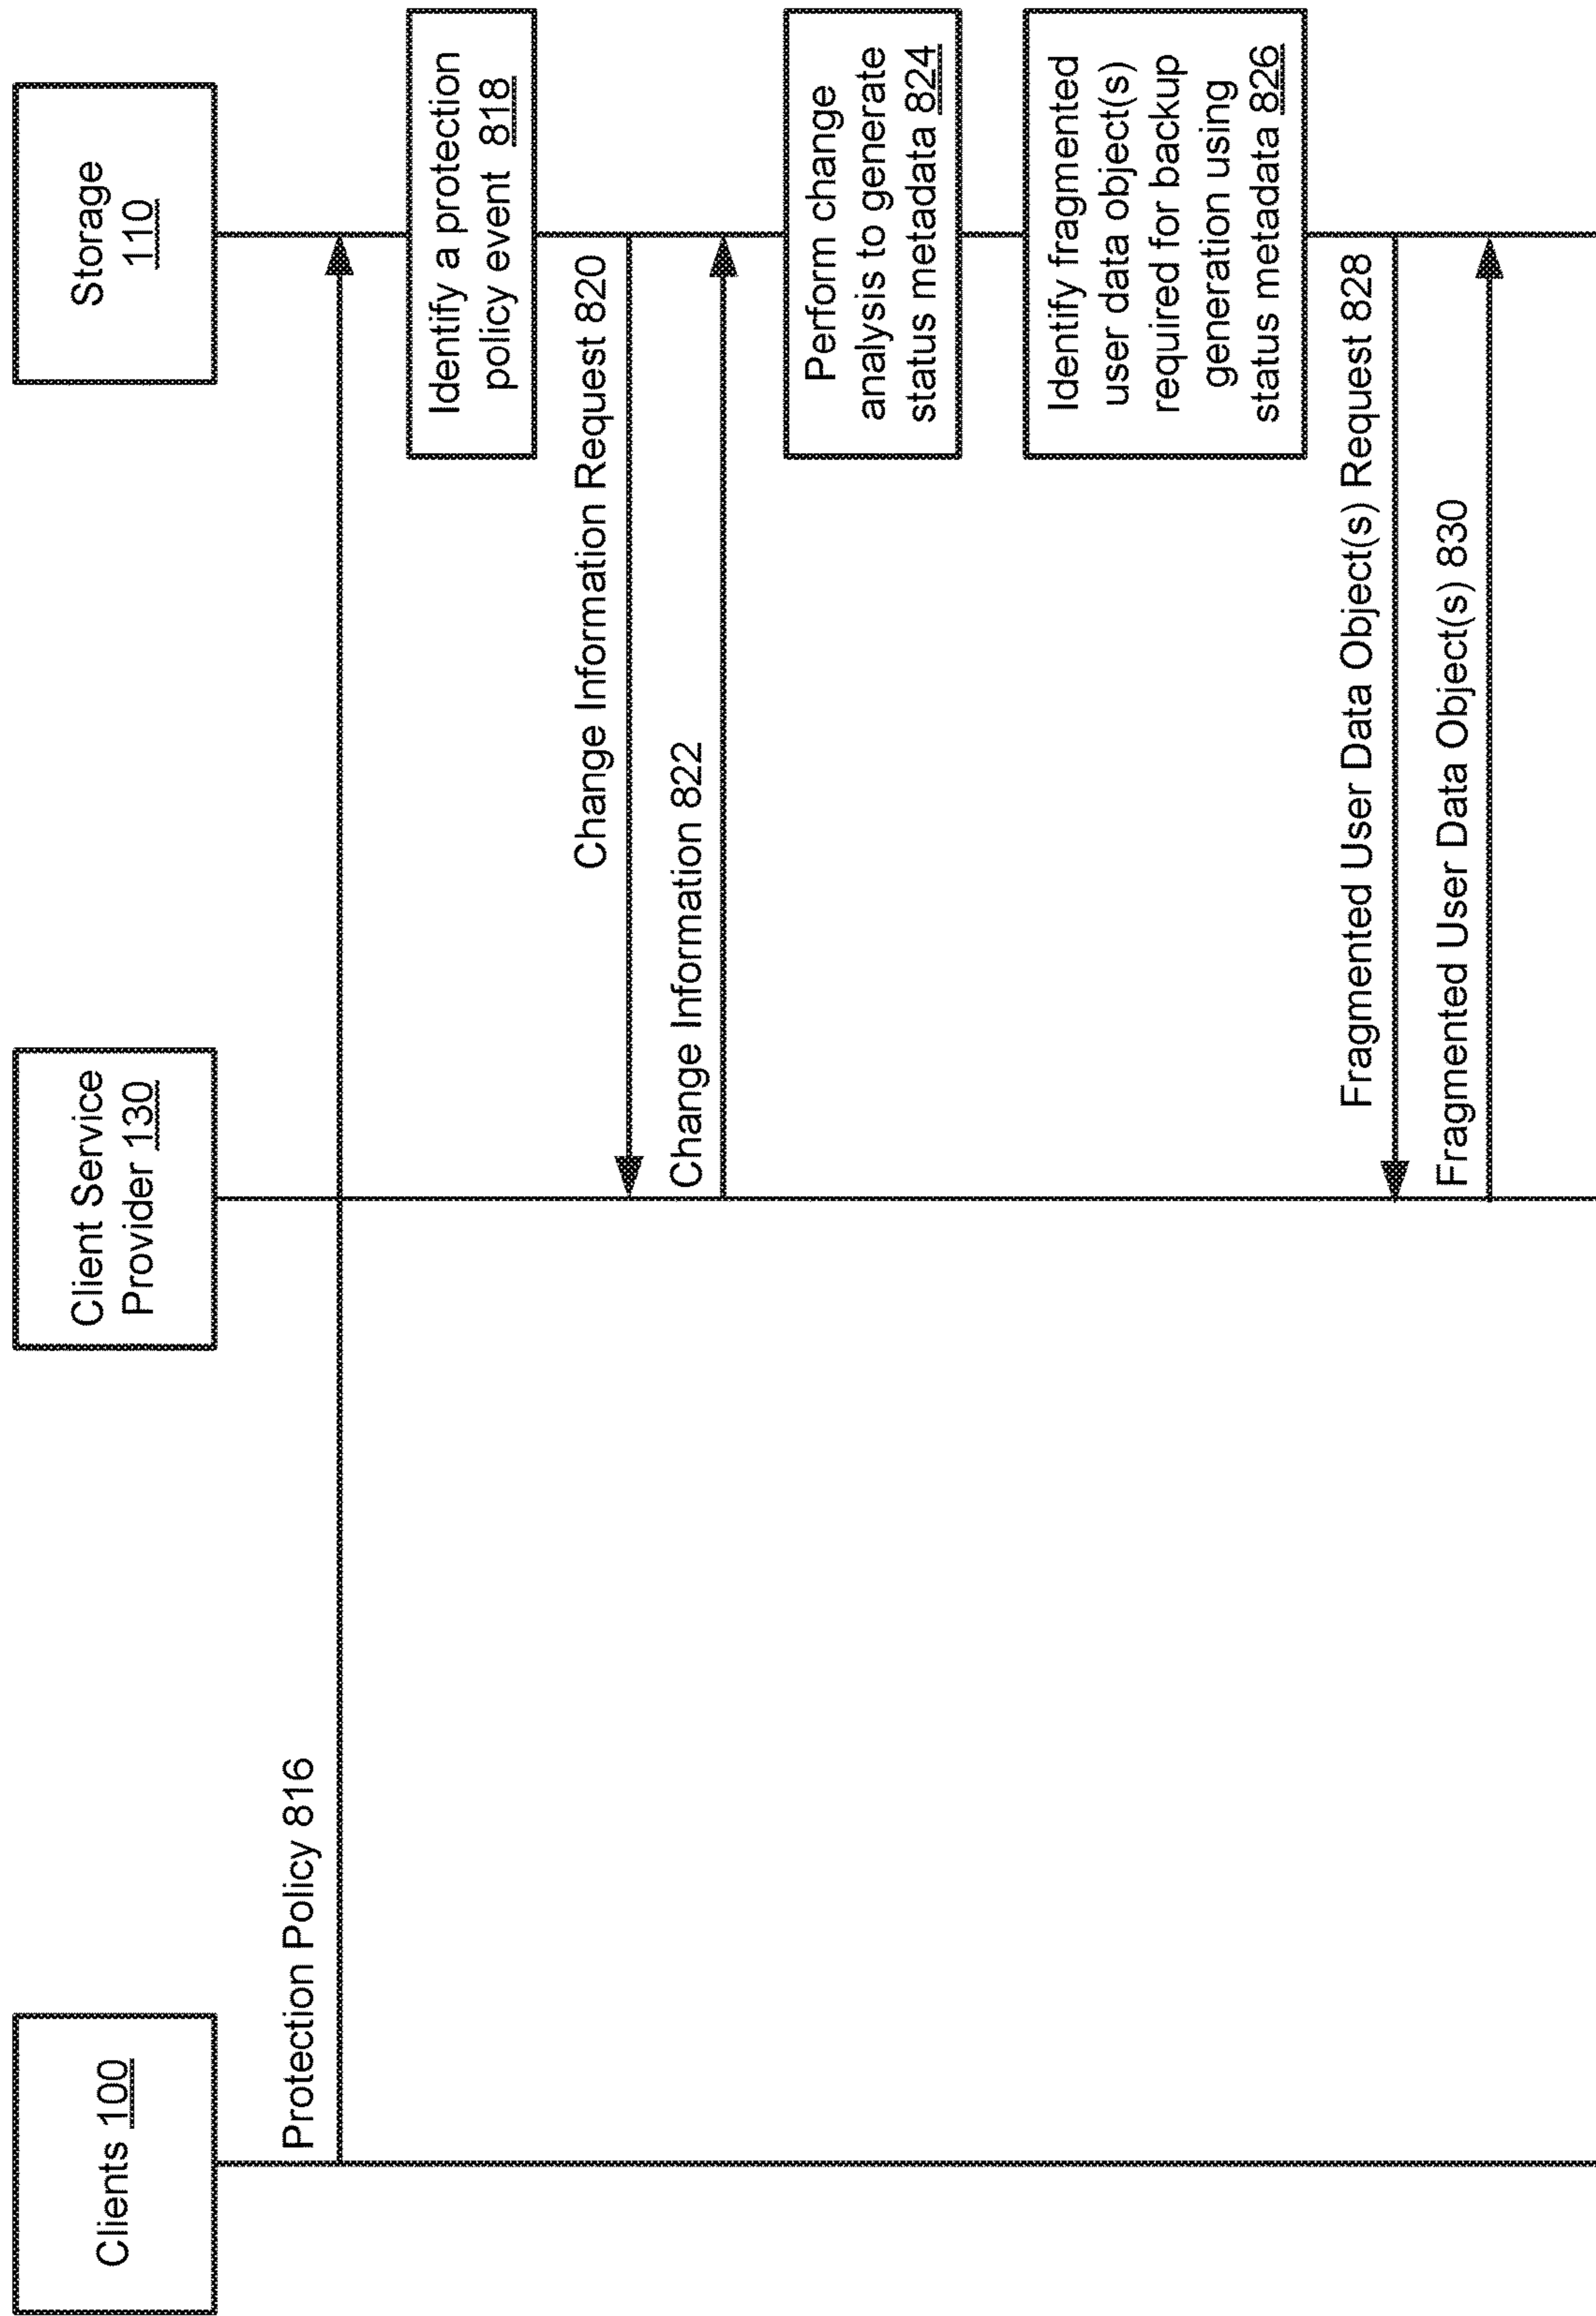 Clients 100
Client Service
Provider 130
Storage
110
Protection Policy 816
Identify a protection
policy event 818
Change Information Request 820
Change Information 822
Perform change
analysis to generate
status metadata 824
Identify fragmented
user data object(s)
required for backup
generation using
status metadata 826
Fragmented User Data Object(s) Request 828
Fragmented User Data Object(s) 830